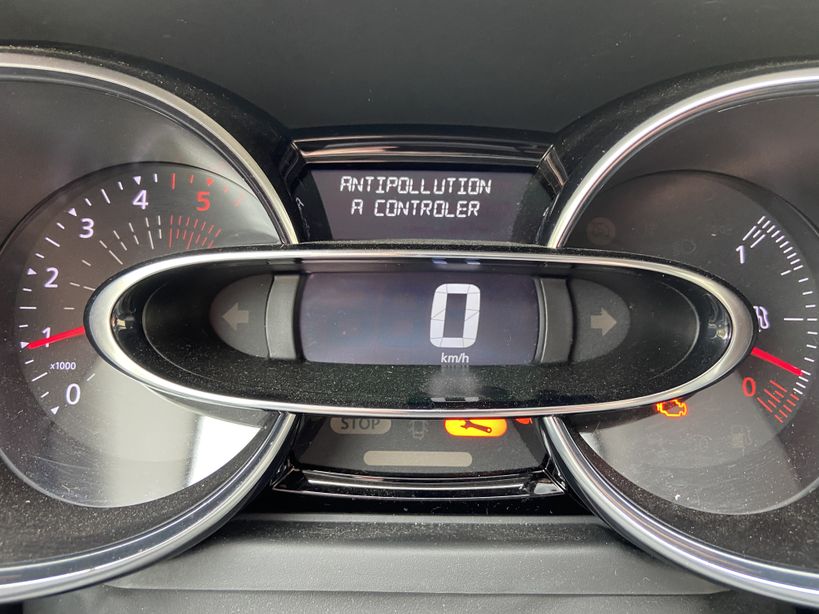 ANTIPOLLUTION
A CONTROLER
0
km/h
0
1
2
3
4
5
x1000
1
0
STOP